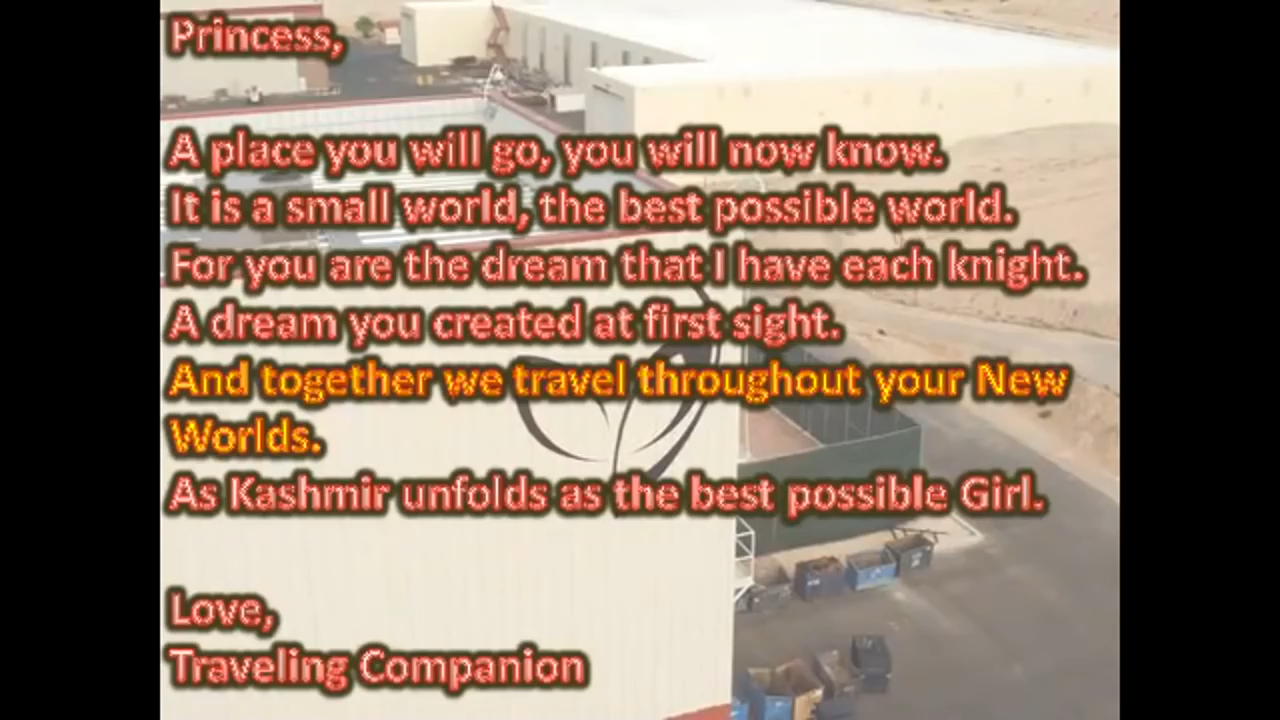 Princess,
A place you will go, you will now know.
It is a small world, the best possible world.
For you are the dream that I have each knight.
A dream you created at first sight.
And together we travel throughout your New
Worlds.
As Kashmir unfolds as the best possible Girl.
Love,
Traveling Companion